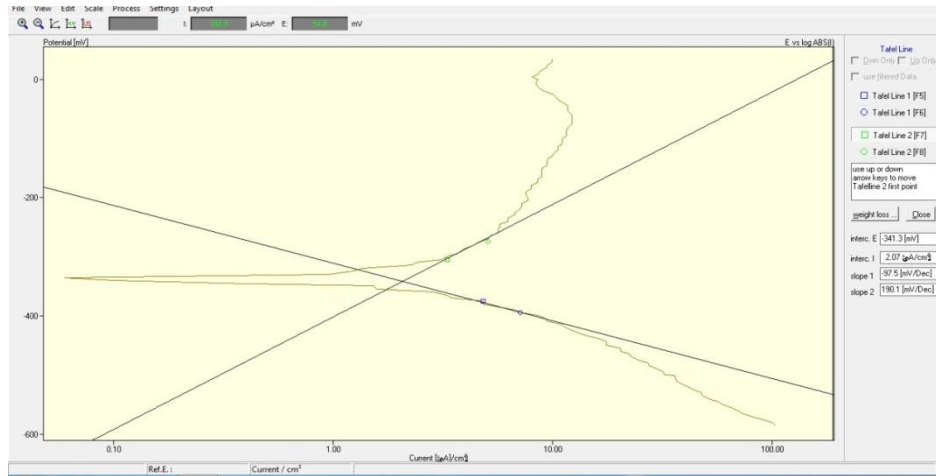 File View Edit Scale Process Settings Layout
I: µA/cm² E: mV
Potential [mV]
E vs log ABS(I)
0
-200
-400
-600
0.10 1.00 10.00 100.00
Current [µA]/cm²
Ref.E. : Current / cm²
Tafel Line
Down Only Up Only
use filtered Data
Tafel Line 1 [F5]
Tafel Line 1 [F6]
Tafel Line 2 [F7]
Tafel Line 2 [F8]
use up or down
arrow keys to move
Tafelline 2 first point
weight loss ... Close
interc. E -341.3 [mV]
interc. I 2.07 [µA/cm²]
slope 1 -97.5 [mV/Dec]
slope 2 190.1 [mV/Dec]